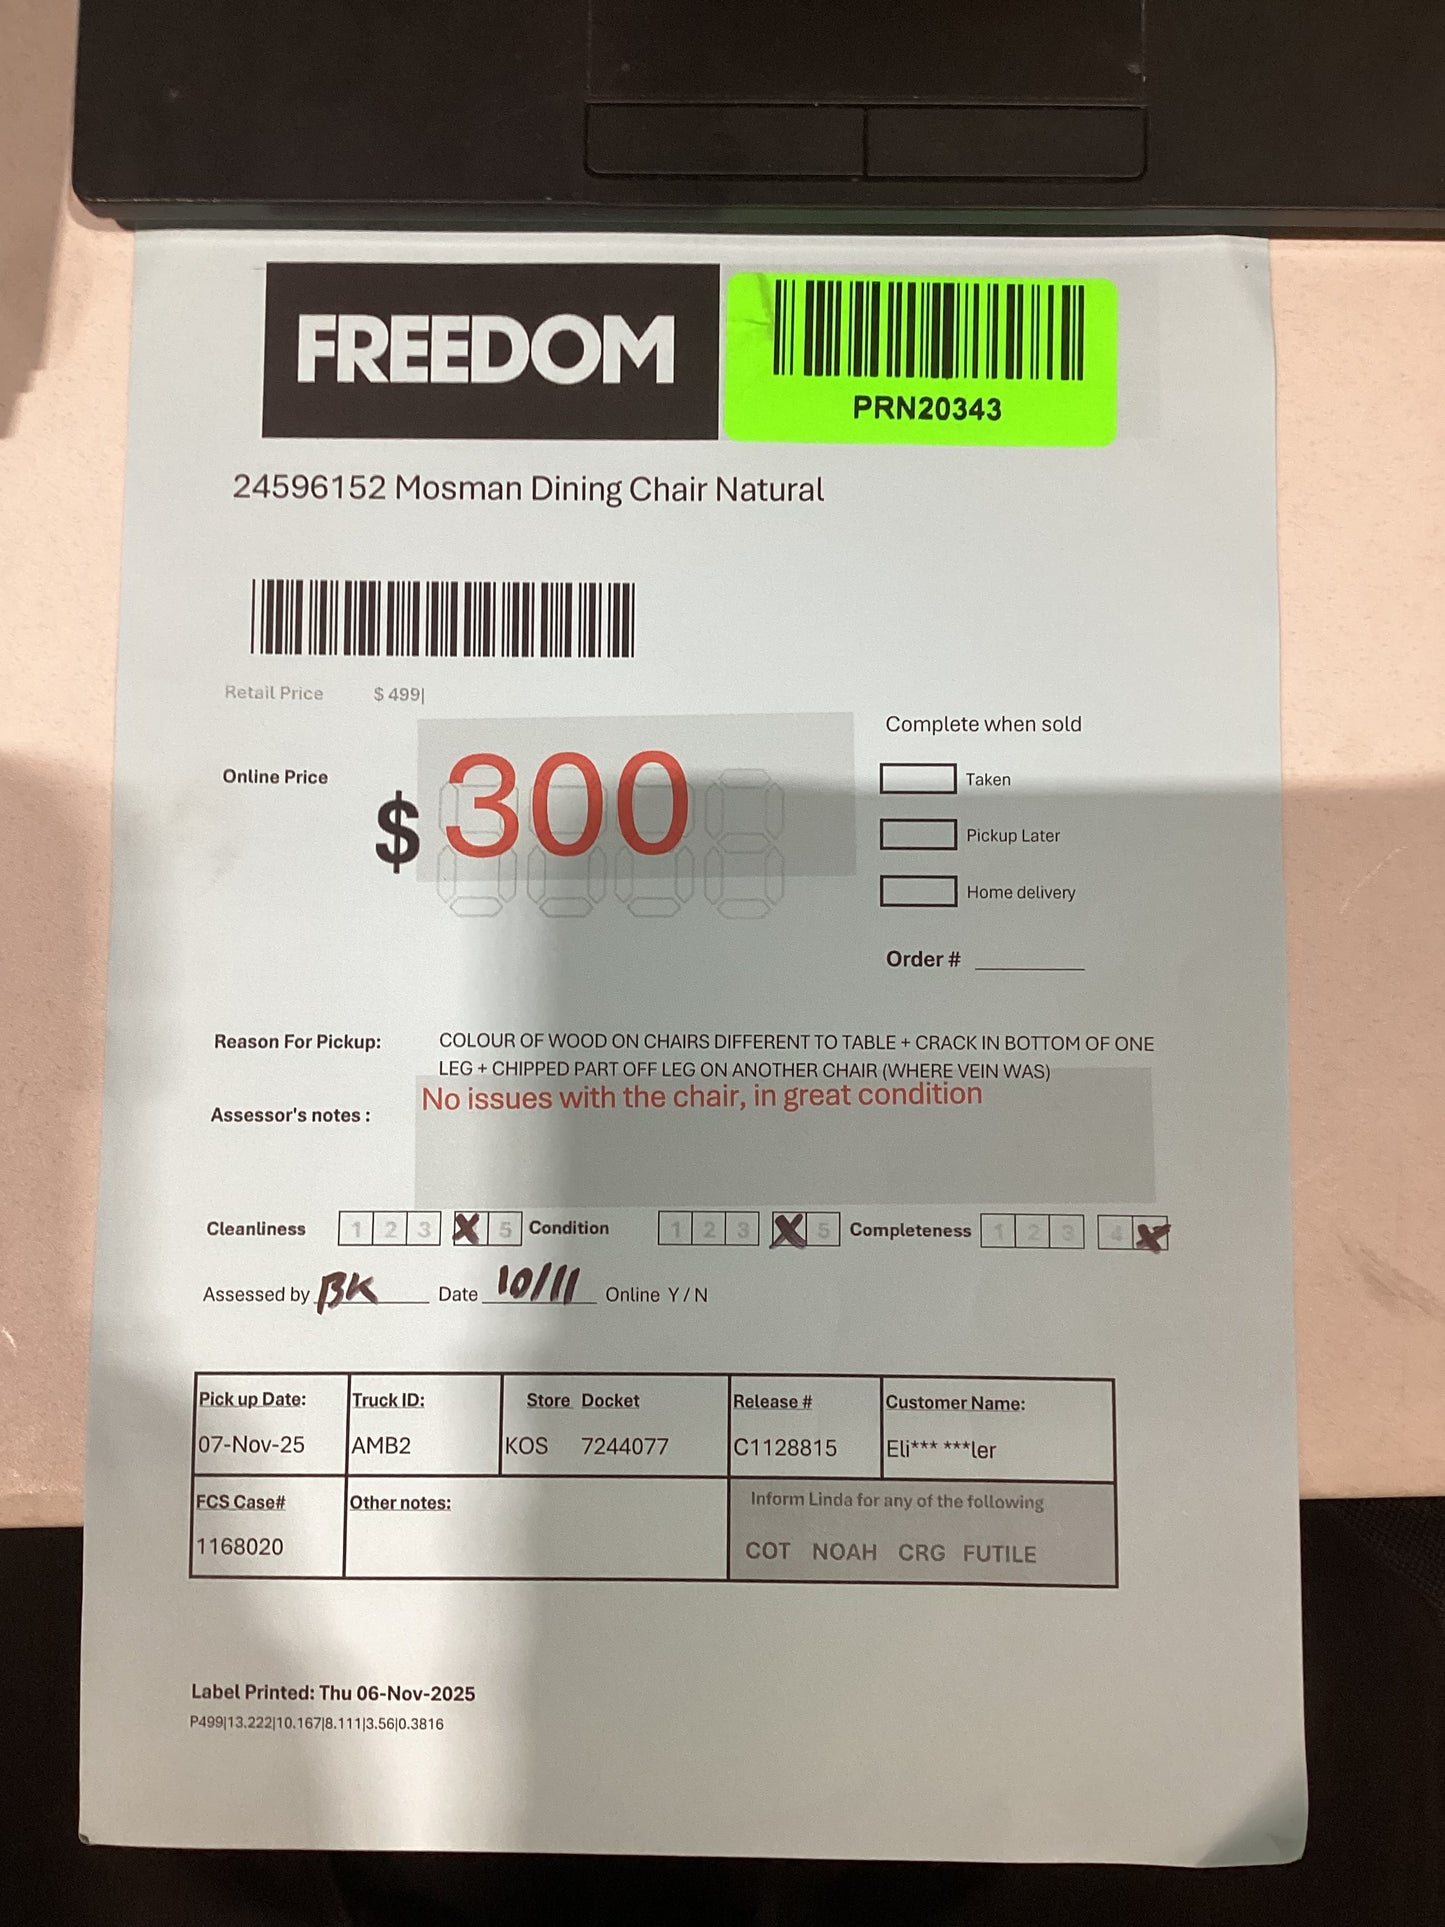 FREEDOM
PRN20343
24596152 Mosman Dining Chair Natural
Retail Price $ 499|
Complete when sold
Online Price $ 300
Taken
Pickup Later
Home delivery
Order #
Reason For Pickup: COLOUR OF WOOD ON CHAIRS DIFFERENT TO TABLE + CRACK IN BOTTOM OF ONE
LEG + CHIPPED PART OFF LEG ON ANOTHER CHAIR (WHERE VEIN WAS)
No issues with the chair, in great condition
Assessor's notes :
Cleanliness 1 2 3 X 5 Condition 1 2 3 X 5 Completeness 1 2 3 4 X
Assessed by BK Date 10/11 Online Y / N
Pick up Date: Truck ID: Store Docket Release # Customer Name:
07-Nov-25 AMB2 KOS 7244077 C1128815 Eli*** ***ler
FCS Case# Other notes: Inform Linda for any of the following
1168020 COT NOAH CRG FUTILE
Label Printed: Thu 06-Nov-2025
P499|13.222|10.167|8.111|3.56|0.3816